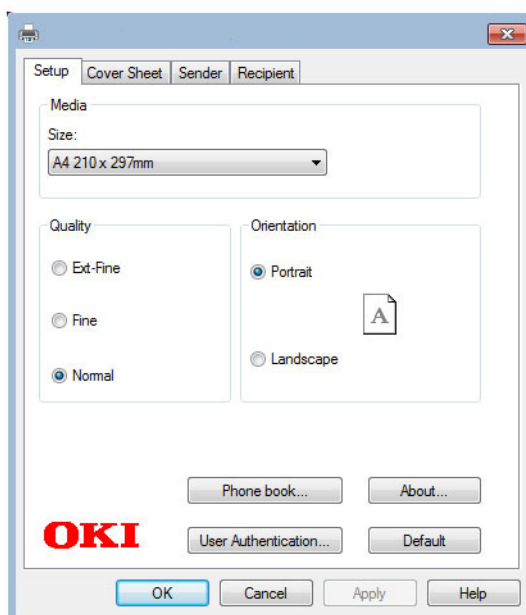 Setup Cover Sheet Sender Recipient
Media
Size:
A4 210 x 297mm
Quality
Ext-Fine
Fine
Normal
Orientation
Portrait
A
Landscape
Phone book... About...
OKI
User Authentication... Default
OK Cancel Apply Help